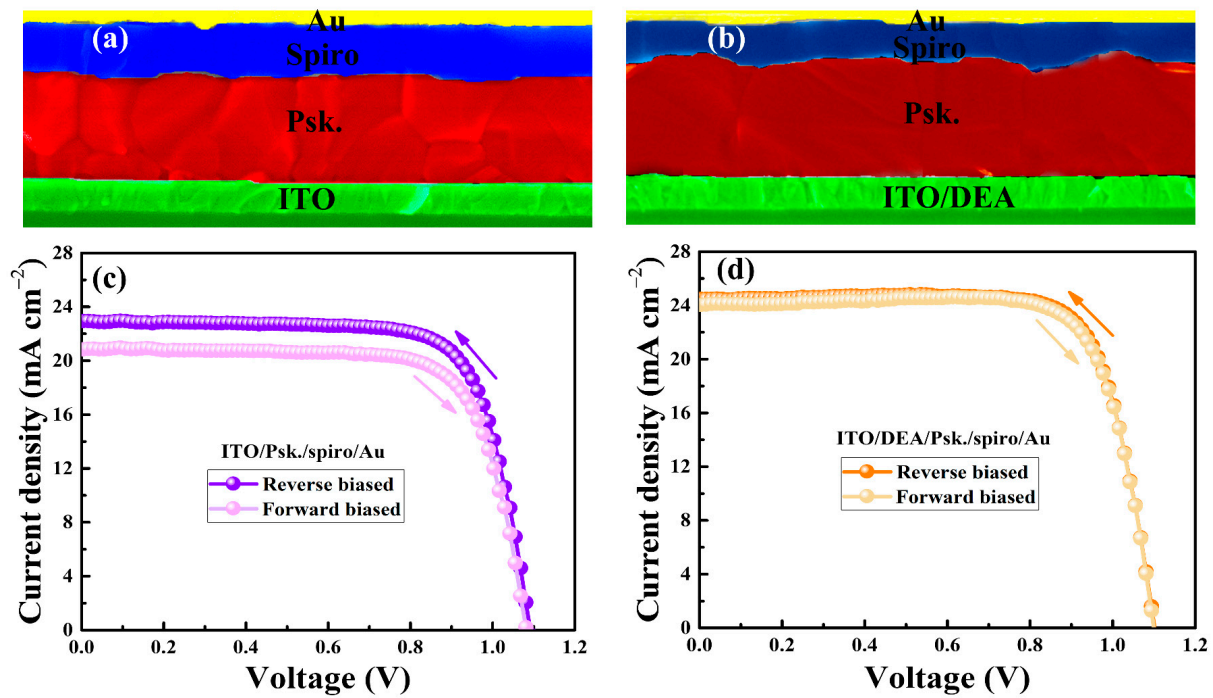 (a)
Au
Spiro
Psk.
ITO
(b)
Au
Spiro
Psk.
ITO/DEA
(c)
Current density (mA cm⁻²)
28
24
20
16
12
8
4
0
0.0 0.2 0.4 0.6 0.8 1.0 1.2
Voltage (V)
ITO/Psk./spiro/Au
Reverse biased
Forward biased
(d)
Current density (mA cm⁻²)
28
24
20
16
12
8
4
0
0.0 0.2 0.4 0.6 0.8 1.0 1.2
Voltage (V)
ITO/DEA/Psk./spiro/Au
Reverse biased
Forward biased